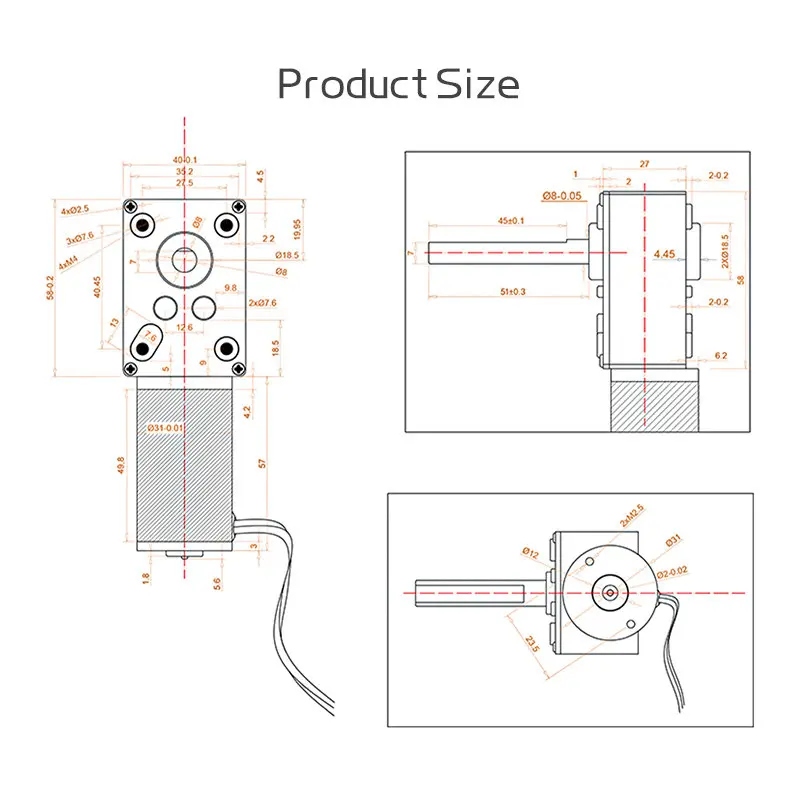 Product Size
40-0.1
35.2
27.5
4.5
4xØ2.5
3xØ7.6
4xM4
Ø8
19.95
2.2
Ø18.5
7
Ø8
58-0.2
40.45
9.8
2xØ7.6
13
12.6
7.6
18.5
5
9
4.2
Ø31-0.01
49.8
57
3
1.8
5.6
27
1
2
2-0.2
Ø8-0.05
45±0.1
7
4.45
2XØ18.5
58
51±0.3
2-0.2
6.2
2xM2.5
Ø31
Ø12
Ø2-0.02
23.5